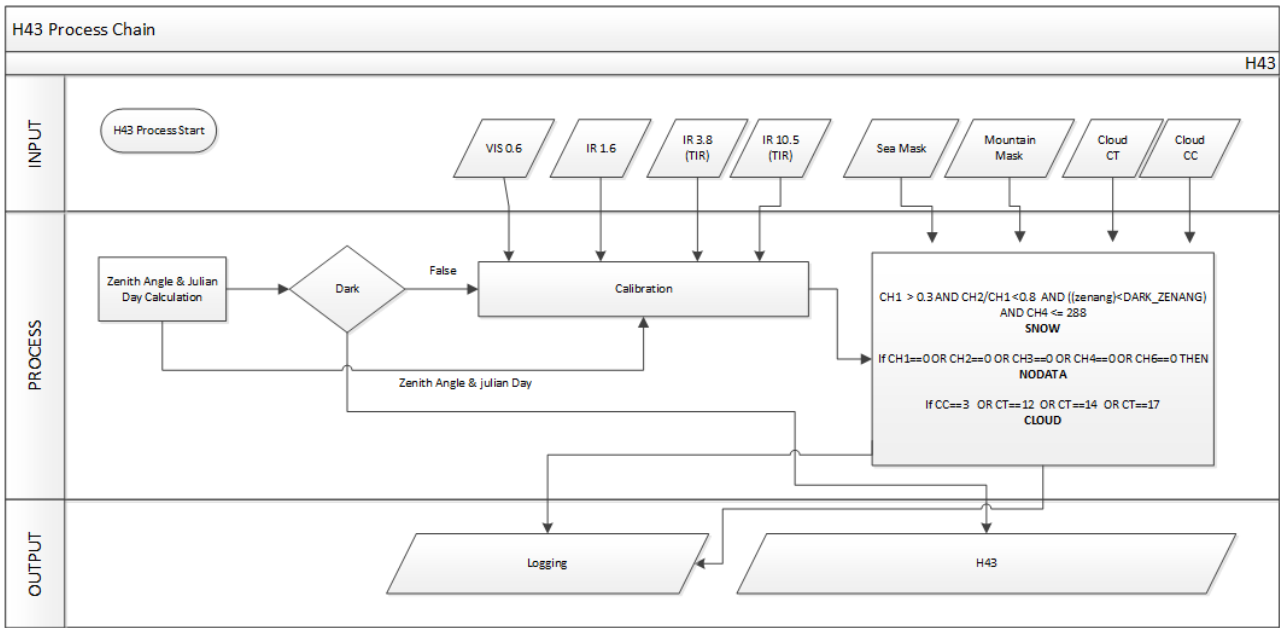 H43 Process Chain
H43
INPUT
H43 Process Start
VIS 0.6
IR 1.6
IR 3.8
(TIR)
IR 10.5
(TIR)
Sea Mask
Mountain
Mask
Cloud
CT
Cloud
CC
PROCESS
Zenith Angle & Julian
Day Calculation
Dark
False
Calibration
Zenith Angle & julian Day
CH1 > 0.3 AND CH2/CH1 <0.8 AND ((zenang)<DARK_ZENANG)
AND CH4 <= 288
SNOW
If CH1==0 OR CH2==0 OR CH3==0 OR CH4==0 OR CH6==0 THEN
NODATA
If CC==3 OR CT==12 OR CT==14 OR CT==17
CLOUD
OUTPUT
Logging
H43